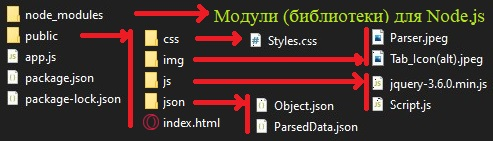 node_modules
Модули (библиотеки) для Node.js
public
app.js
package.json
package-lock.json
css
img
js
json
index.html
Styles.css
Object.json
ParsedData.json
Parser.jpeg
Tab_Icon(alt).jpeg
jquery-3.6.0.min.js
Script.js